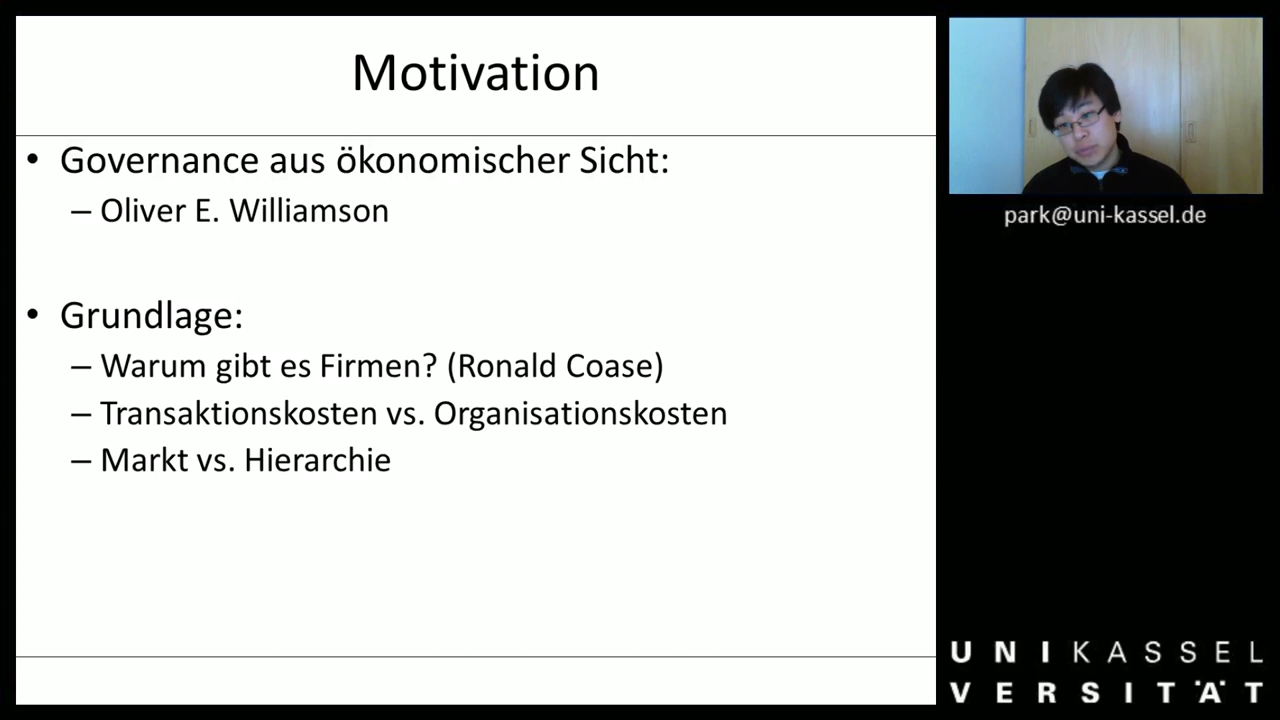 Motivation
• Governance aus ökonomischer Sicht:
– Oliver E. Williamson
• Grundlage:
– Warum gibt es Firmen? (Ronald Coase)
– Transaktionskosten vs. Organisationskosten
– Markt vs. Hierarchie
park@uni-kassel.de
UNIKASSEL
VERSITÄT